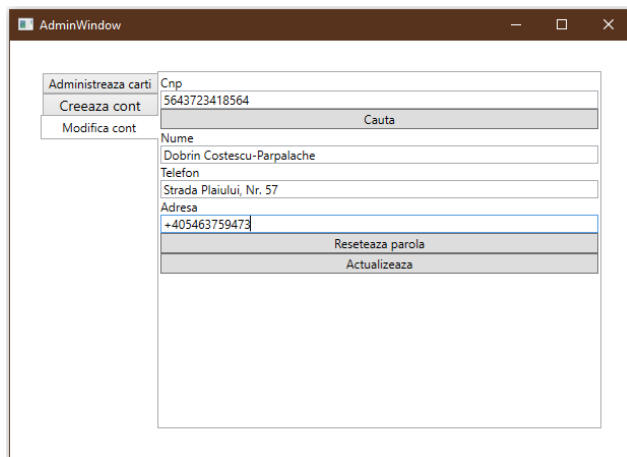 AdminWindow
Administreaza carti
Creeaza cont
Modifica cont
Cnp
5643723418564
Cauta
Nume
Dobrin Costescu-Parpalache
Telefon
Strada Plaiului, Nr. 57
Adresa
+405463759473
Reseteaza parola
Actualizeaza